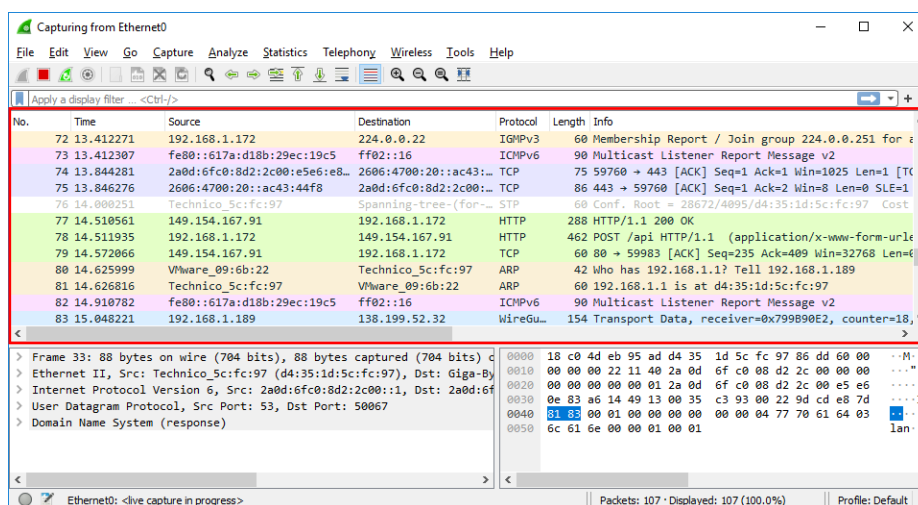 Capturing from Ethernet0
File Edit View Go Capture Analyze Statistics Telephony Wireless Tools Help
Apply a display filter ... <Ctrl-/>
No. Time Source Destination Protocol Length Info
72 13.412271 192.168.1.172 224.0.0.22 IGMPv3 60 Membership Report / Join group 224.0.0.251 for a
73 13.412307 fe80::617a:d18b:29ec:19c5 ff02::16 ICMPv6 90 Multicast Listener Report Message v2
74 13.844281 2a0d:6fc0:8d2:2c00:e5e6:e8… 2606:4700:20::ac43:… TCP 75 59760 → 443 [ACK] Seq=1 Ack=1 Win=1025 Len=1 [TC
75 13.846276 2606:4700:20::ac43:44f8 2a0d:6fc0:8d2:2c00:… TCP 86 443 → 59760 [ACK] Seq=1 Ack=2 Win=8 Len=0 SLE=1
76 14.000251 Technico_5c:fc:97 Spanning-tree-(for-… STP 60 Conf. Root = 28672/4095/d4:35:1d:5c:fc:97 Cost
77 14.510561 149.154.167.91 192.168.1.172 HTTP 288 HTTP/1.1 200 OK
78 14.511935 192.168.1.172 149.154.167.91 HTTP 462 POST /api HTTP/1.1 (application/x-www-form-urle
79 14.572066 149.154.167.91 192.168.1.172 TCP 60 80 → 59983 [ACK] Seq=235 Ack=409 Win=32768 Len=0
80 14.625999 VMware_09:6b:22 Technico_5c:fc:97 ARP 42 Who has 192.168.1.1? Tell 192.168.1.189
81 14.626816 Technico_5c:fc:97 VMware_09:6b:22 ARP 60 192.168.1.1 is at d4:35:1d:5c:fc:97
82 14.910782 fe80::617a:d18b:29ec:19c5 ff02::16 ICMPv6 90 Multicast Listener Report Message v2
83 15.048221 192.168.1.189 138.199.52.32 WireGu… 154 Transport Data, receiver=0x799B90E2, counter=18,
Frame 33: 88 bytes on wire (704 bits), 88 bytes captured (704 bits) o
Ethernet II, Src: Technico_5c:fc:97 (d4:35:1d:5c:fc:97), Dst: Giga-By
Internet Protocol Version 6, Src: 2a0d:6fc0:8d2:2c00::1, Dst: 2a0d:6f
User Datagram Protocol, Src Port: 53, Dst Port: 50067
Domain Name System (response)
0000 18 c0 4d eb 95 ad d4 35 1d 5c fc 97 86 dd 60 00 ··M·
0010 00 00 00 22 11 40 2a 0d 6f c0 08 d2 2c 00 00 00 ···"
0020 00 00 00 00 00 01 2a 0d 6f c0 08 d2 2c 00 e5 e6 ····
0030 0e 83 a6 14 49 13 00 35 c3 93 00 22 9d cd e8 7d ····I
0040 81 83 00 01 00 00 00 00 00 00 04 77 70 61 64 03 ····
0050 6c 61 6e 00 00 01 00 01 lan·
Ethernet0: <live capture in progress> Packets: 107 · Displayed: 107 (100.0%) Profile: Default